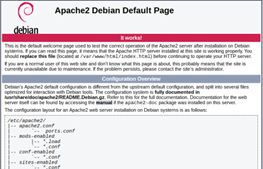 Apache2 Debian Default Page
debian
It works!
This is the default welcome page used to test the correct operation of the Apache2 server after installation on Debian
systems. If you can read this page, it means that the Apache HTTP server installed at this site is working properly. You
should replace this file (located at /var/www/html/index.html) before continuing to operate your HTTP server.
If you are a normal user of this web site and don't know what this page is about, this probably means that the site is
currently unavailable due to maintenance. If the problem persists, please contact the site's administrator.
Configuration Overview
Debian's Apache2 default configuration is different from the upstream default configuration, and split into several files
optimized for interaction with Debian tools. The configuration system is fully documented in
/usr/share/doc/apache2/README.Debian.gz. Refer to this for the full documentation. Documentation for the web
server itself can be found by accessing the manual if the apache2-doc package was installed on this server.
The configuration layout for an Apache2 web server installation on Debian systems is as follows:
/etc/apache2/
|-- apache2.conf
|   `-- ports.conf
|-- mods-enabled
|   |-- *.load
|   `-- *.conf
|-- conf-enabled
|   `-- *.conf
|-- sites-enabled